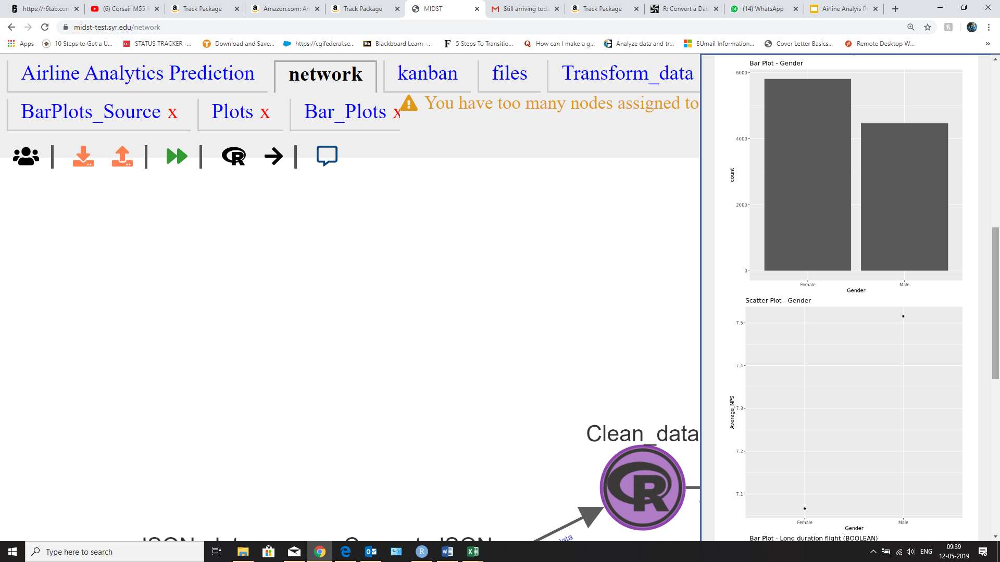 https://r6tab.com
(6) Corsair M55 R
Track Package
Amazon.com: An
Track Package
MIDST
Still arriving toda
Track Package
R: Convert a Data
(14) WhatsApp
Airline Analyis Pr
midst-test.syr.edu/network
Apps
10 Steps to Get a U...
STATUS TRACKER -...
Download and Save...
https://cgifederal.se...
Blackboard Learn -...
5 Steps To Transitio...
How can I make a g...
Analyze data and tr...
SUmail Information...
Cover Letter Basics...
Remote Desktop W...
»
Airline Analytics Prediction
network
kanban
files
Transform_data
You have too many nodes assigned to
BarPlots_Source x
Plots x
Bar_Plots x
Bar Plot - Gender
6000
4000
2000
0
count
Female
Male
Gender
Scatter Plot - Gender
7.5
7.4
7.3
7.2
7.1
Average_NPS
Female
Male
Gender
Bar Plot - Long duration flight (BOOLEAN)
Clean_data
data
Type here to search
ENG
09:39
12-05-2019